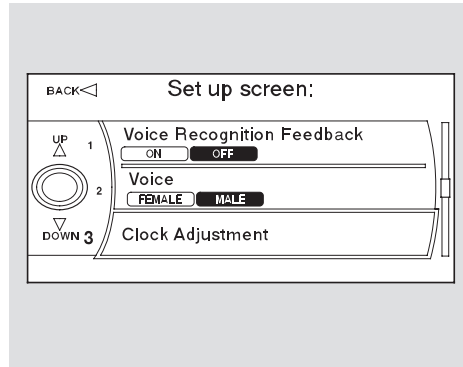 BACK Set up screen:
UP 1 Voice Recognition Feedback
ON OFF
2 Voice
FEMALE MALE
DOWN 3 Clock Adjustment